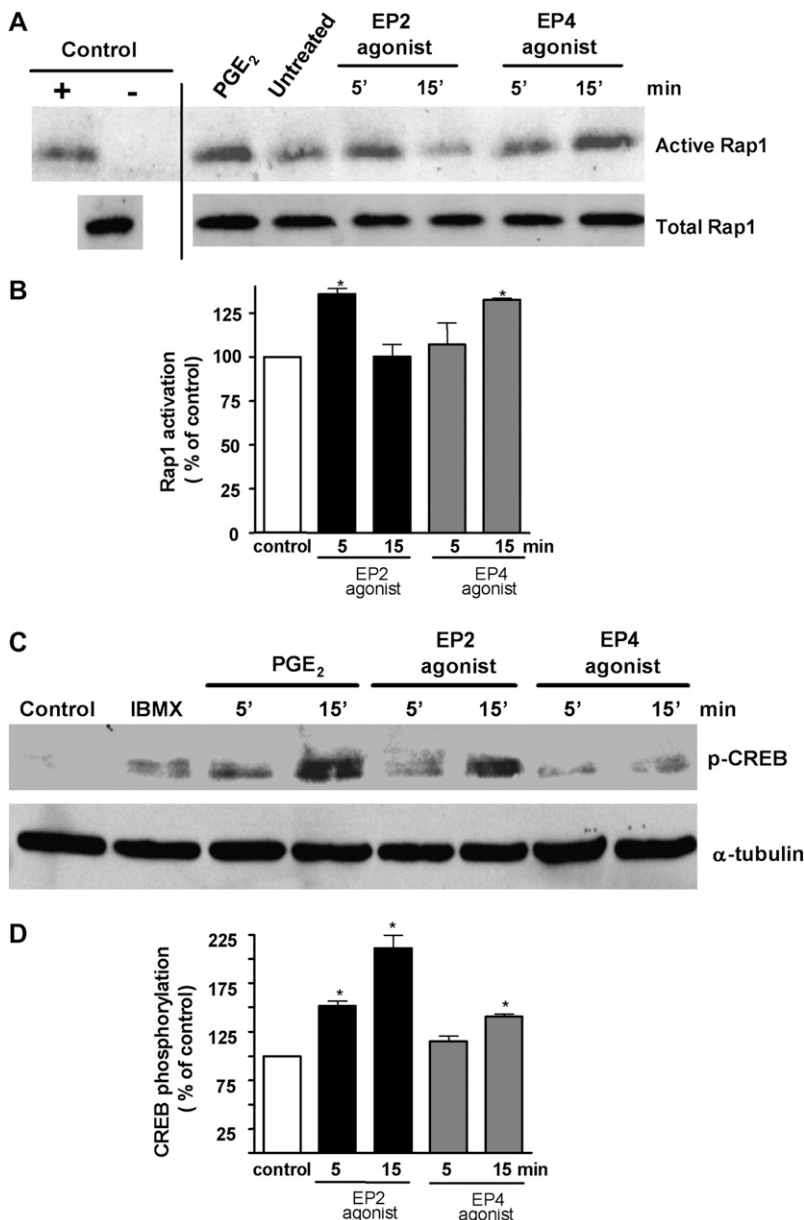 A
Control
+ -
PGE₂
Untreated
EP2 agonist
EP4 agonist
5’ 15’ 5’ 15’ min
Active Rap1
Total Rap1
B
Rap1 activation
( % of control)
125
100
75
50
25
0
*
*
control 5 15 5 15 min
EP2 agonist
EP4 agonist
C
PGE₂
EP2 agonist
EP4 agonist
Control IBMX 5’ 15’ 5’ 15’ 5’ 15’ min
p-CREB
α-tubulin
D
CREB phosphorylation
( % of control)
225
175
125
75
25
*
*
*
control 5 15 5 15 min
EP2 agonist
EP4 agonist